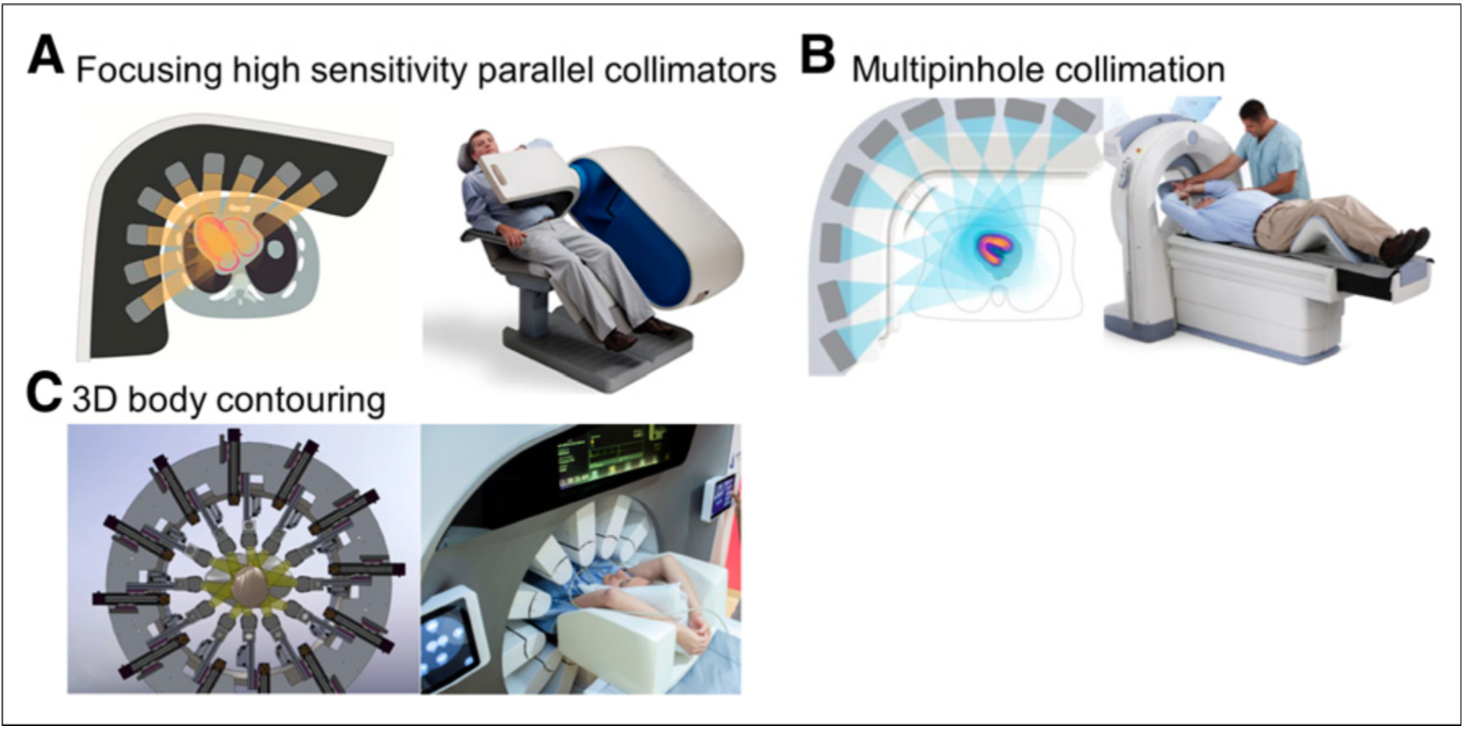 A Focusing high sensitivity parallel collimators
B Multipinhole collimation
C 3D body contouring